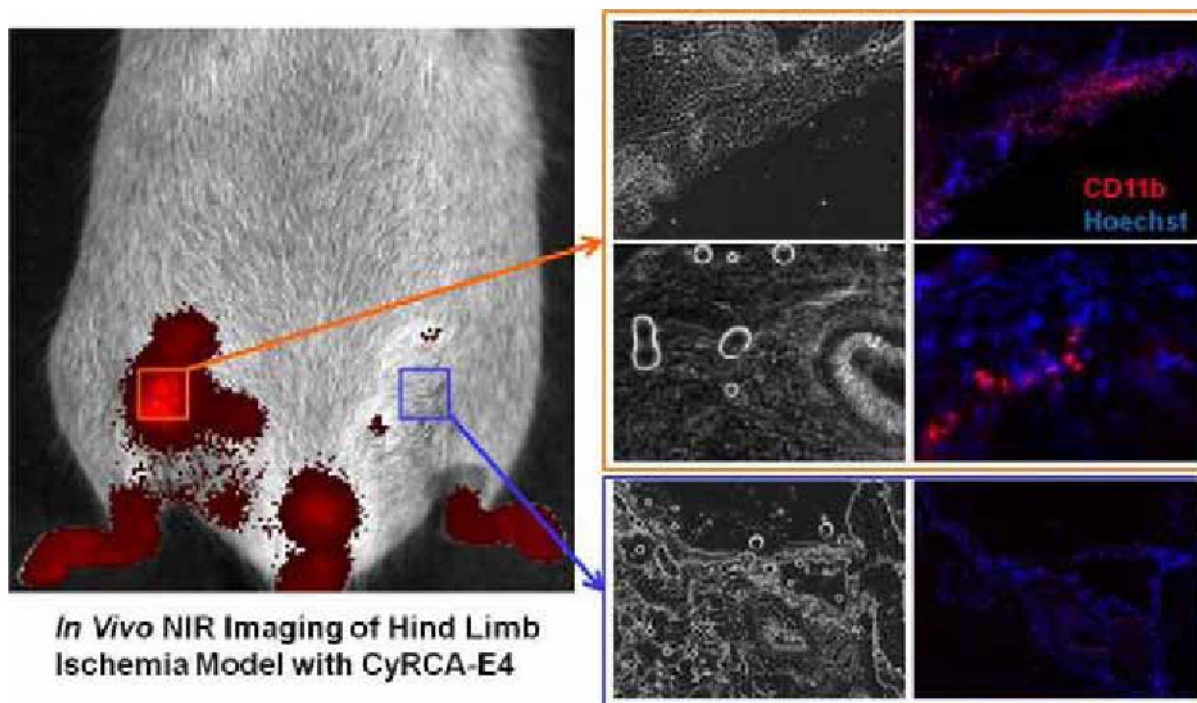 CD11b
Hoechst
In Vivo NIR Imaging of Hind Limb
Ischemia Model with CyRCA-E4